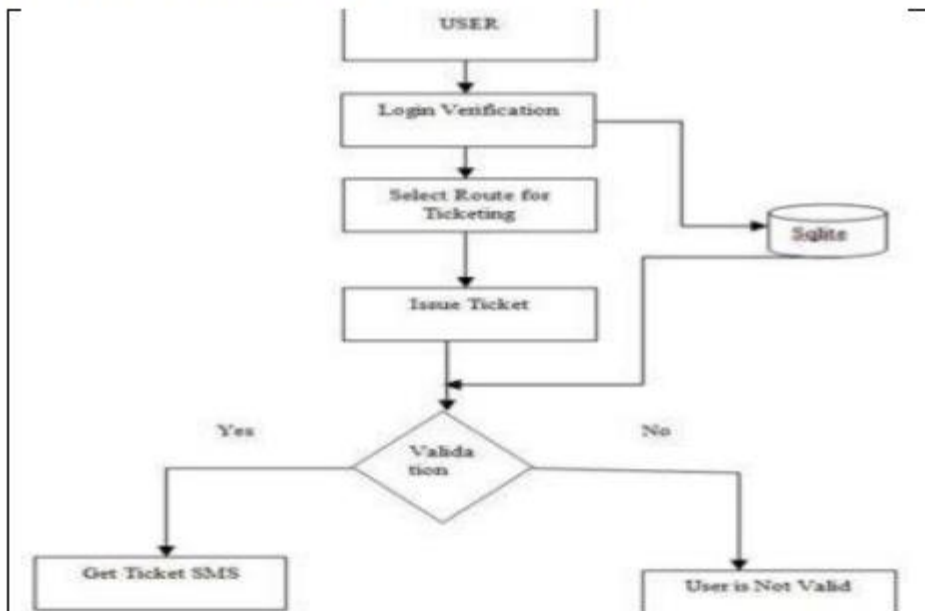 USER
Login Verification
Select Route for
Ticketing
Sqlite
Issue Ticket
Yes
No
Valida
tion
Get Ticket SMS
User is Not Valid